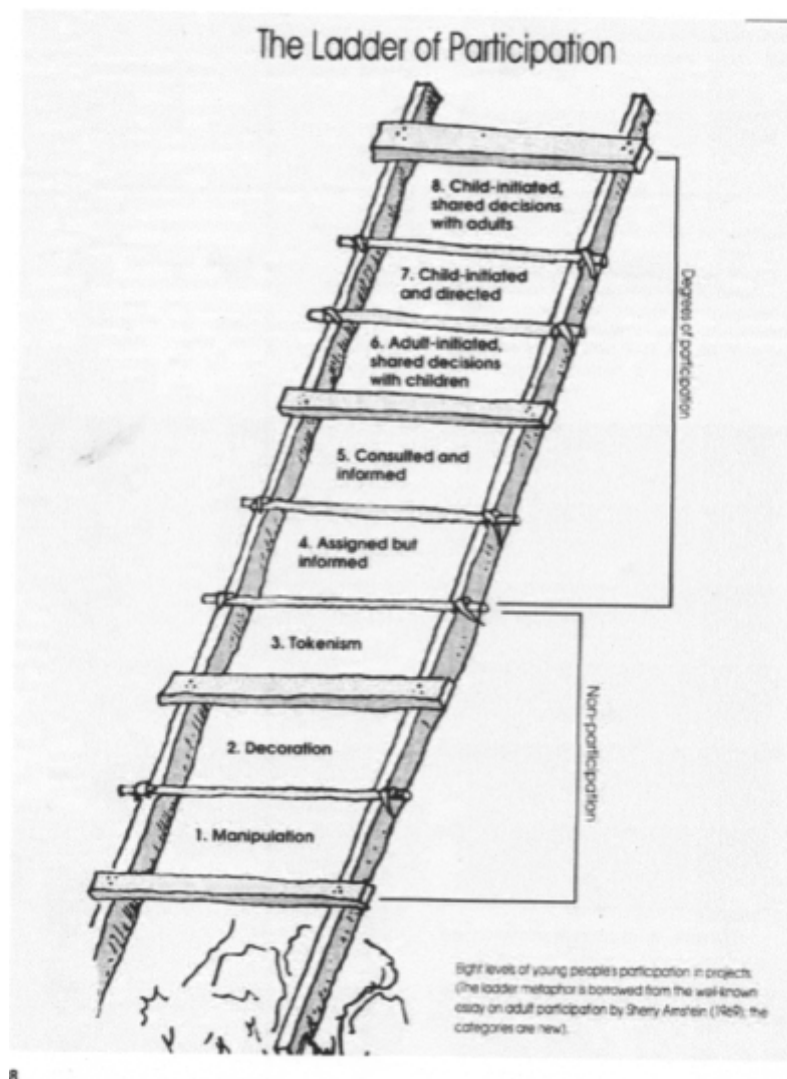 The Ladder of Participation
8. Child-initiated,
shared decisions
with adults
7. Child-initiated
and directed
6. Adult-initiated,
shared decisions
with children
5. Consulted and
informed
4. Assigned but
informed
3. Tokenism
2. Decoration
1. Manipulation
Degrees of participation
Non-participation
Eight levels of young people's participation in projects.
(The ladder metaphor is borrowed from the well-known
essay on adult participation by Sherry Arnstein (1969); the
categories are new).
8